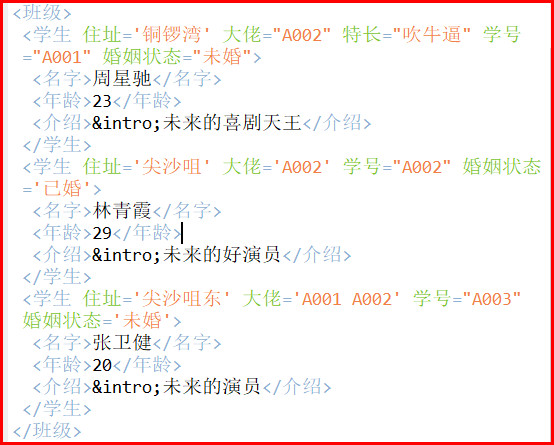 <班级>
<学生 住址='铜锣湾' 大佬="A002" 特长="吹牛逼" 学号
="A001" 婚姻状态="未婚">
<名字>周星驰</名字>
<年龄>23</年龄>
<介绍>&intro;未来的喜剧天王</介绍>
</学生>
<学生 住址='尖沙咀' 大佬='A002' 学号="A002" 婚姻状态
='已婚'>
<名字>林青霞</名字>
<年龄>29</年龄>
<介绍>&intro;未来的好演员</介绍>
</学生>
<学生 住址='尖沙咀东' 大佬='A001 A002' 学号="A003"
婚姻状态='未婚'>
<名字>张卫健</名字>
<年龄>20</年龄>
<介绍>&intro;未来的演员</介绍>
</学生>
</班级>